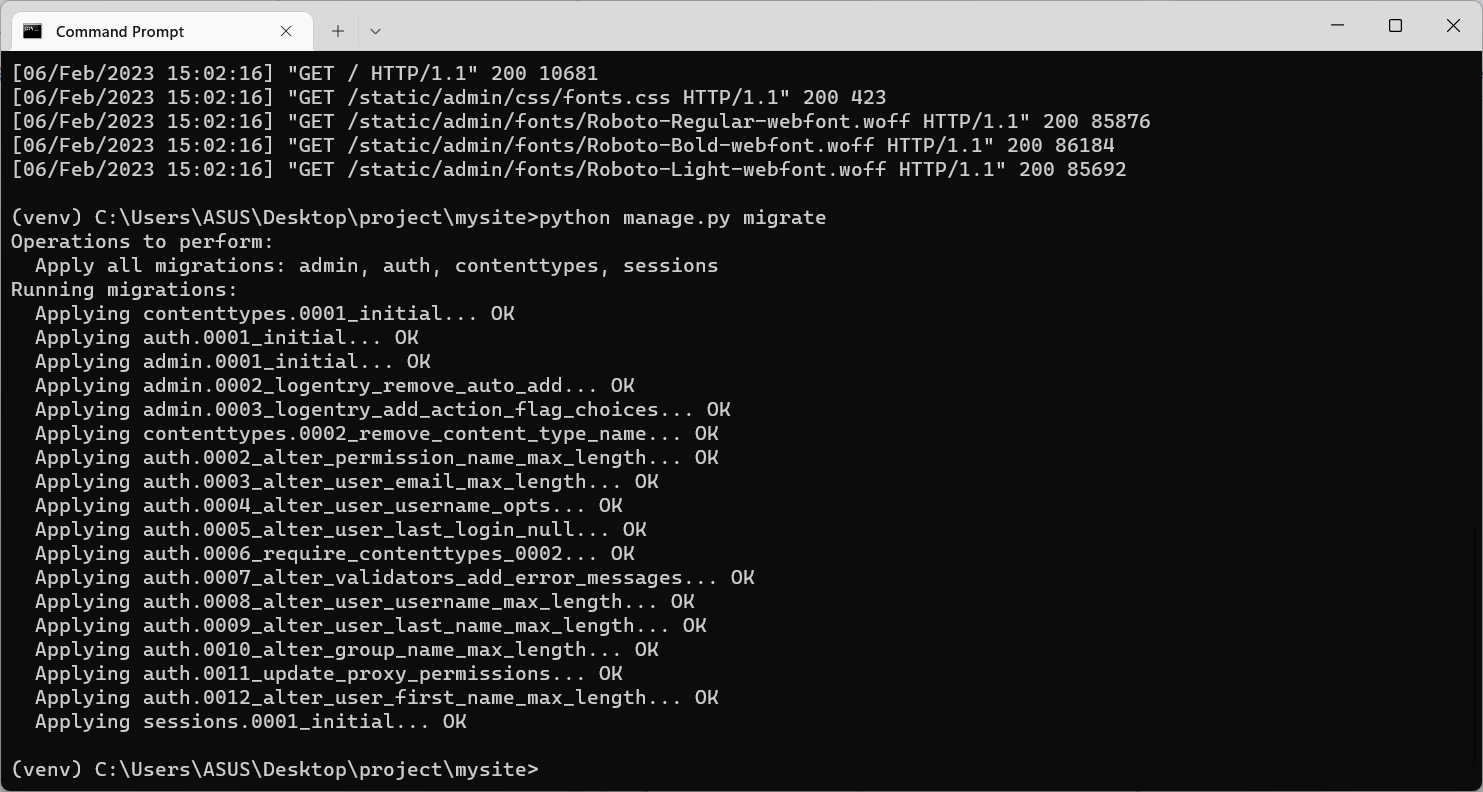 Command Prompt
[06/Feb/2023 15:02:16] "GET / HTTP/1.1" 200 10681
[06/Feb/2023 15:02:16] "GET /static/admin/css/fonts.css HTTP/1.1" 200 423
[06/Feb/2023 15:02:16] "GET /static/admin/fonts/Roboto-Regular-webfont.woff HTTP/1.1" 200 85876
[06/Feb/2023 15:02:16] "GET /static/admin/fonts/Roboto-Bold-webfont.woff HTTP/1.1" 200 86184
[06/Feb/2023 15:02:16] "GET /static/admin/fonts/Roboto-Light-webfont.woff HTTP/1.1" 200 85692
(venv) C:\Users\ASUS\Desktop\project\mysite>python manage.py migrate
Operations to perform:
  Apply all migrations: admin, auth, contenttypes, sessions
Running migrations:
  Applying contenttypes.0001_initial... OK
  Applying auth.0001_initial... OK
  Applying admin.0001_initial... OK
  Applying admin.0002_logentry_remove_auto_add... OK
  Applying admin.0003_logentry_add_action_flag_choices... OK
  Applying contenttypes.0002_remove_content_type_name... OK
  Applying auth.0002_alter_permission_name_max_length... OK
  Applying auth.0003_alter_user_email_max_length... OK
  Applying auth.0004_alter_user_username_opts... OK
  Applying auth.0005_alter_user_last_login_null... OK
  Applying auth.0006_require_contenttypes_0002... OK
  Applying auth.0007_alter_validators_add_error_messages... OK
  Applying auth.0008_alter_user_username_max_length... OK
  Applying auth.0009_alter_user_last_name_max_length... OK
  Applying auth.0010_alter_group_name_max_length... OK
  Applying auth.0011_update_proxy_permissions... OK
  Applying auth.0012_alter_user_first_name_max_length... OK
  Applying sessions.0001_initial... OK
(venv) C:\Users\ASUS\Desktop\project\mysite>